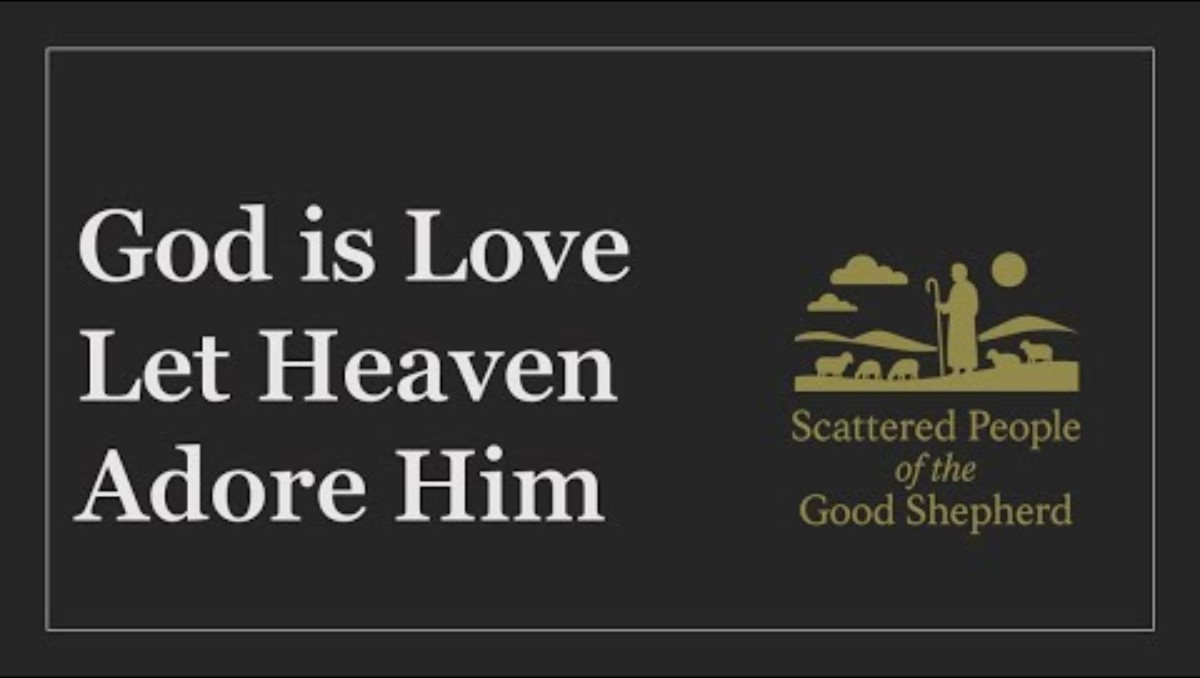 God is Love
Let Heaven
Adore Him
Scattered People
of the
Good Shepherd